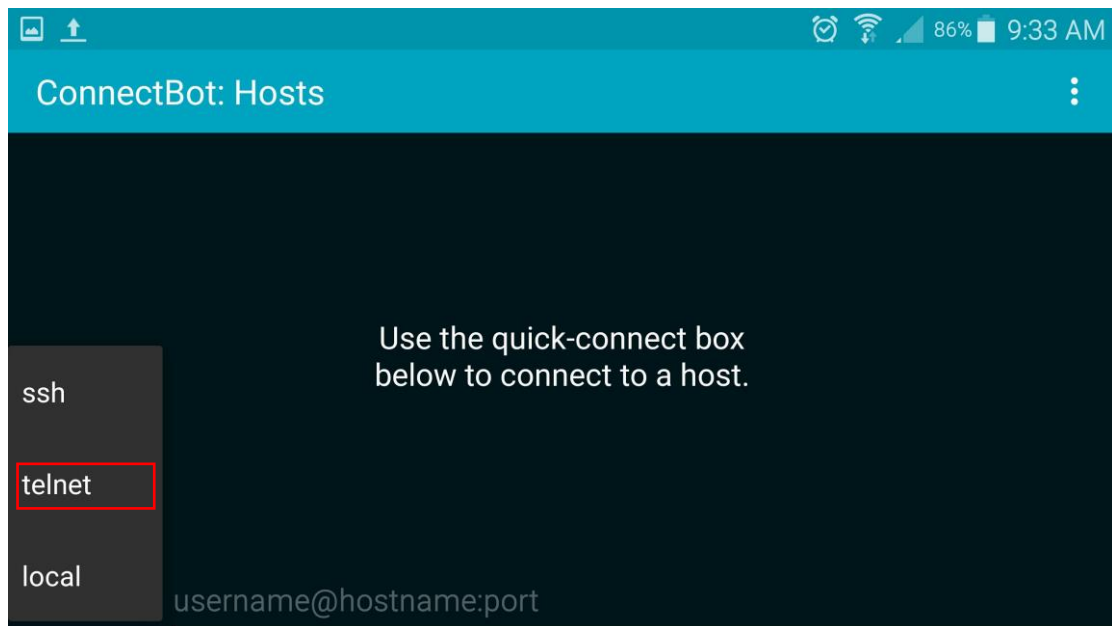 86% 9:33 AM
ConnectBot: Hosts
Use the quick-connect box
below to connect to a host.
ssh
telnet
local
username@hostname:port